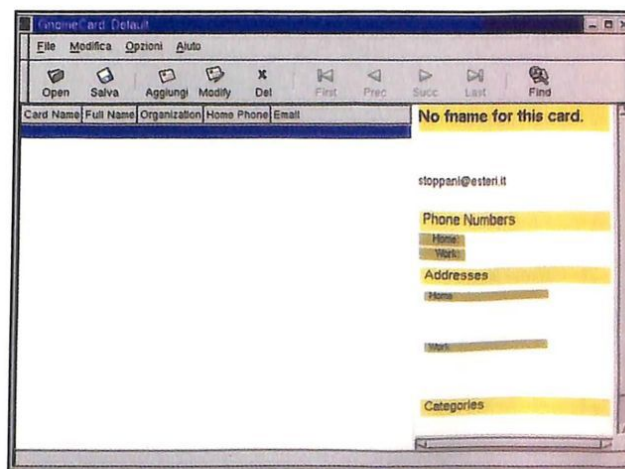 GnomeCard: Default
File Modifica Opzioni Aiuto
Open Salva Aggiungi Modify Del First Prec Succ Last Find
Card Name Full Name Organization Home Phone Email
No fname for this card.
stoppani@esteri.it
Phone Numbers
Home:
Work:
Addresses
Home
Work
Categories